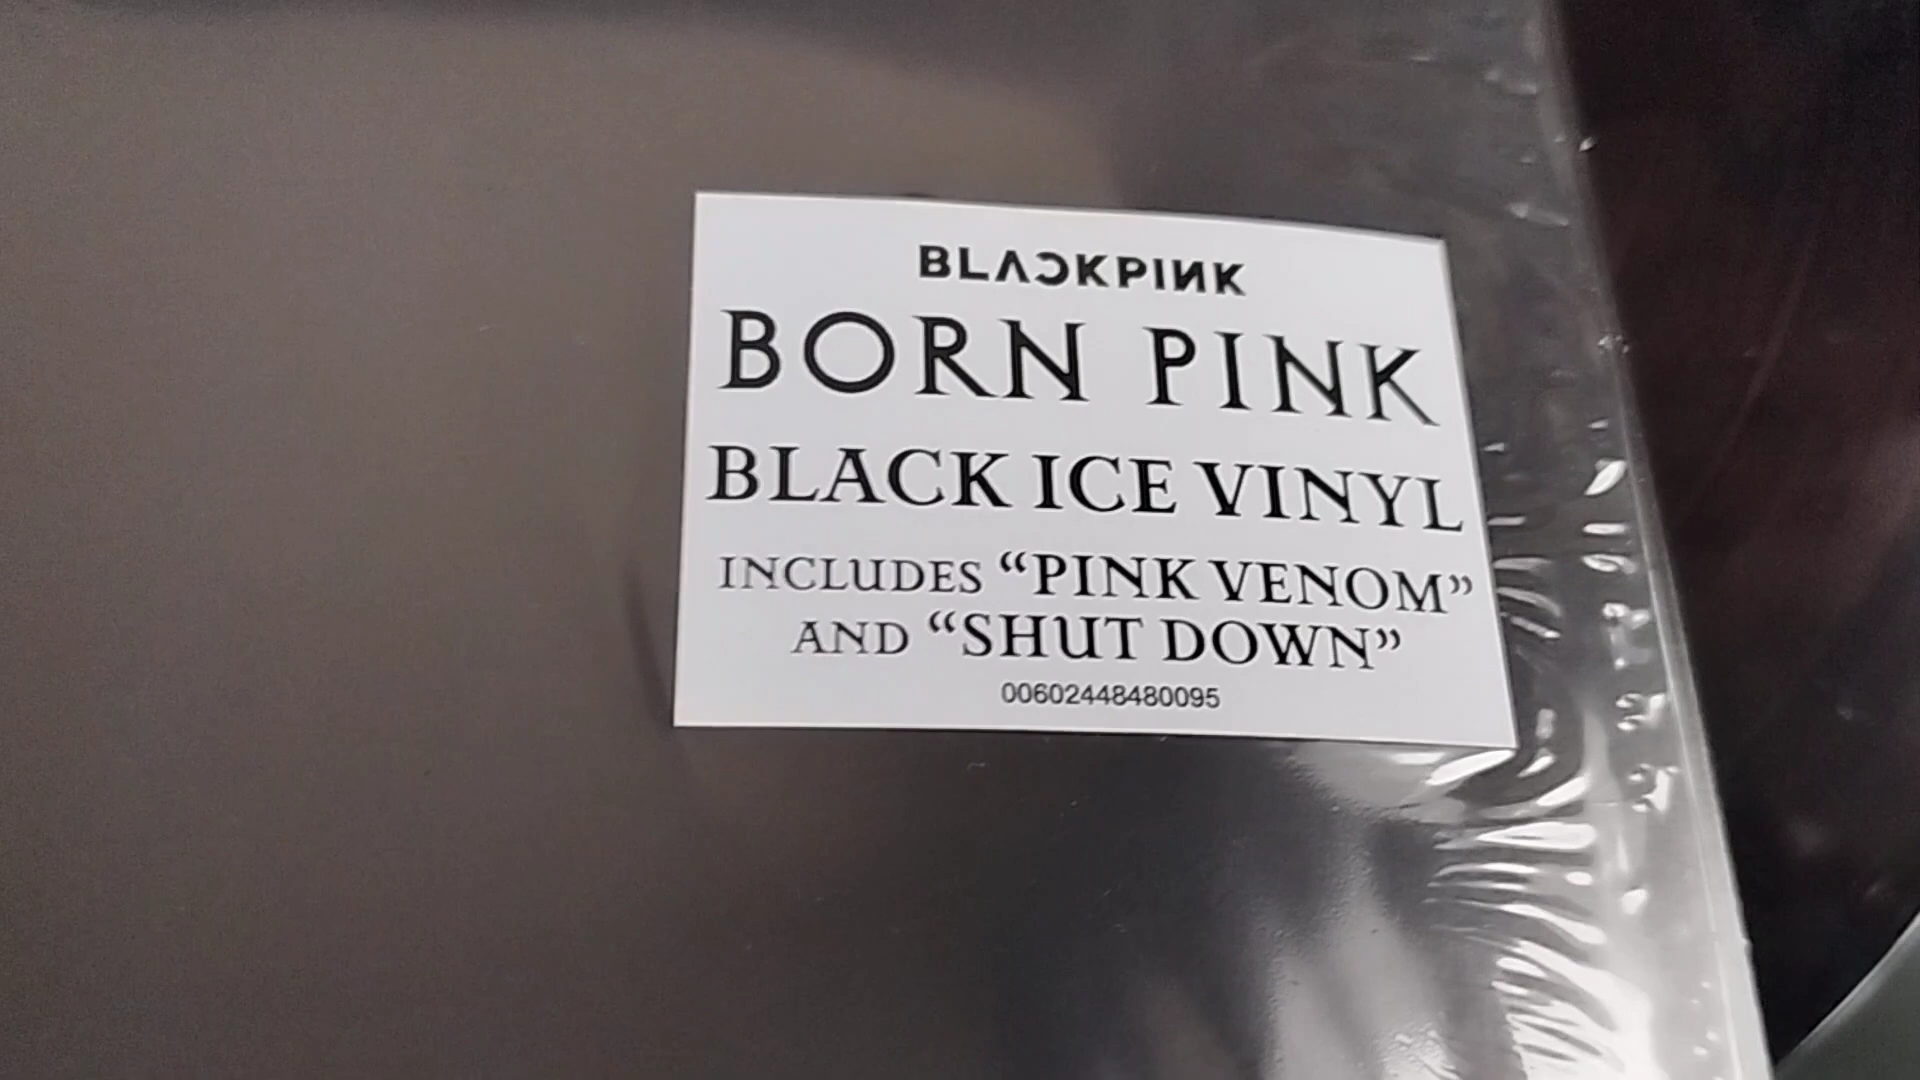 BLACKPINK
BORN PINK
BLACK ICE VINYL
INCLUDES “PINK VENOM”
AND “SHUT DOWN”
00602448480095